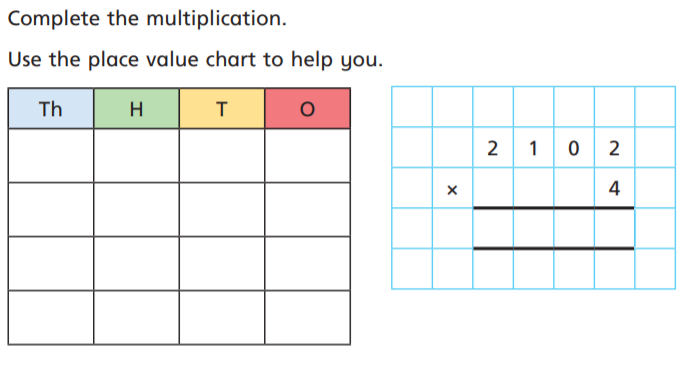 Complete the multiplication.
Use the place value chart to help you.
Th H T O
2 1 0 2
× 4